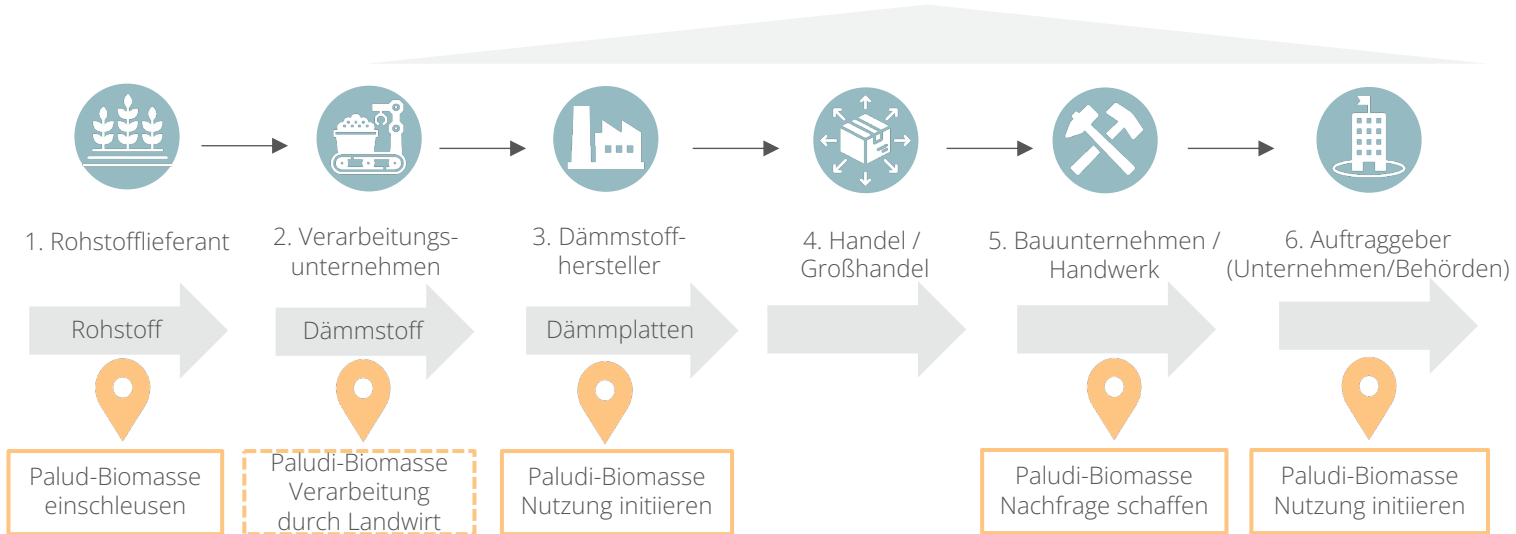 1. Rohstofflieferant
2. Verarbeitungs-
unternehmen
3. Dämmstoff-
hersteller
4. Handel /
Großhandel
5. Bauunternehmen /
Handwerk
6. Auftraggeber
(Unternehmen/Behörden)
Rohstoff
Dämmstoff
Dämmplatten
Palud-Biomasse
einschleusen
Paludi-Biomasse
Verarbeitung
durch Landwirt
Paludi-Biomasse
Nutzung initiieren
Paludi-Biomasse
Nachfrage schaffen
Paludi-Biomasse
Nutzung initiieren